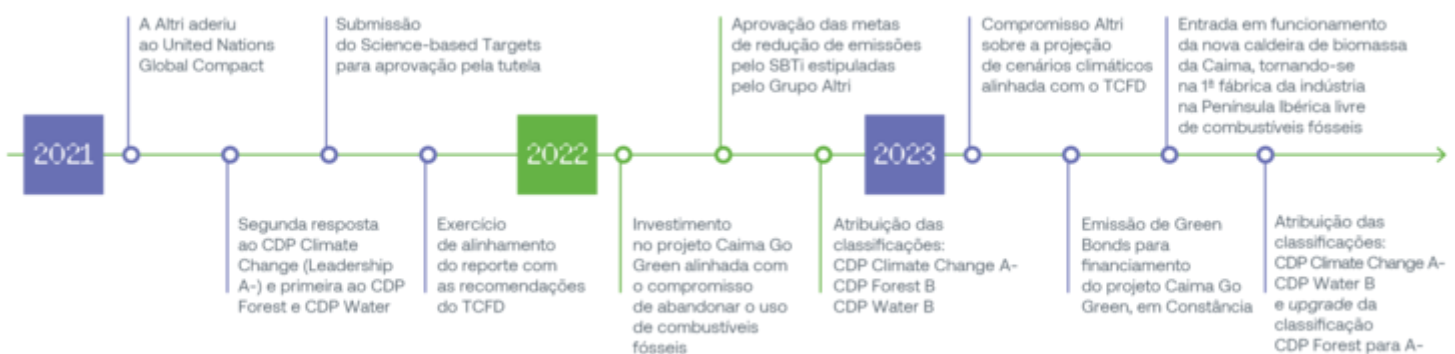 2021
A Altri aderiu
ao United Nations
Global Compact
Segunda resposta
ao CDP Climate
Change (Leadership
A-) e primeira ao CDP
Forest e CDP Water
Submissão
do Science-based Targets
para aprovação pela tutela
Exercício
de alinhamento
do reporte com
as recomendações
do TCFD
2022
Investimento
no projeto Caima Go
Green alinhada com
o compromisso
de abandonar o uso
de combustíveis
fósseis
Aprovação das metas
de redução de emissões
pelo SBTi estipuladas
pelo Grupo Altri
Atribuição das
classificações:
CDP Climate Change A-
CDP Forest B
CDP Water B
2023
Compromisso Altri
sobre a projeção
de cenários climáticos
alinhada com o TCFD
Emissão de Green
Bonds para
financiamento
do projeto Caima Go
Green, em Constância
Entrada em funcionamento
da nova caldeira de biomassa
da Caima, tornando-se
na 1ª fábrica da indústria
na Península Ibérica livre
de combustíveis fósseis
Atribuição das
classificações:
CDP Climate Change A-
CDP Water B
e upgrade da
classificação
CDP Forest para A-